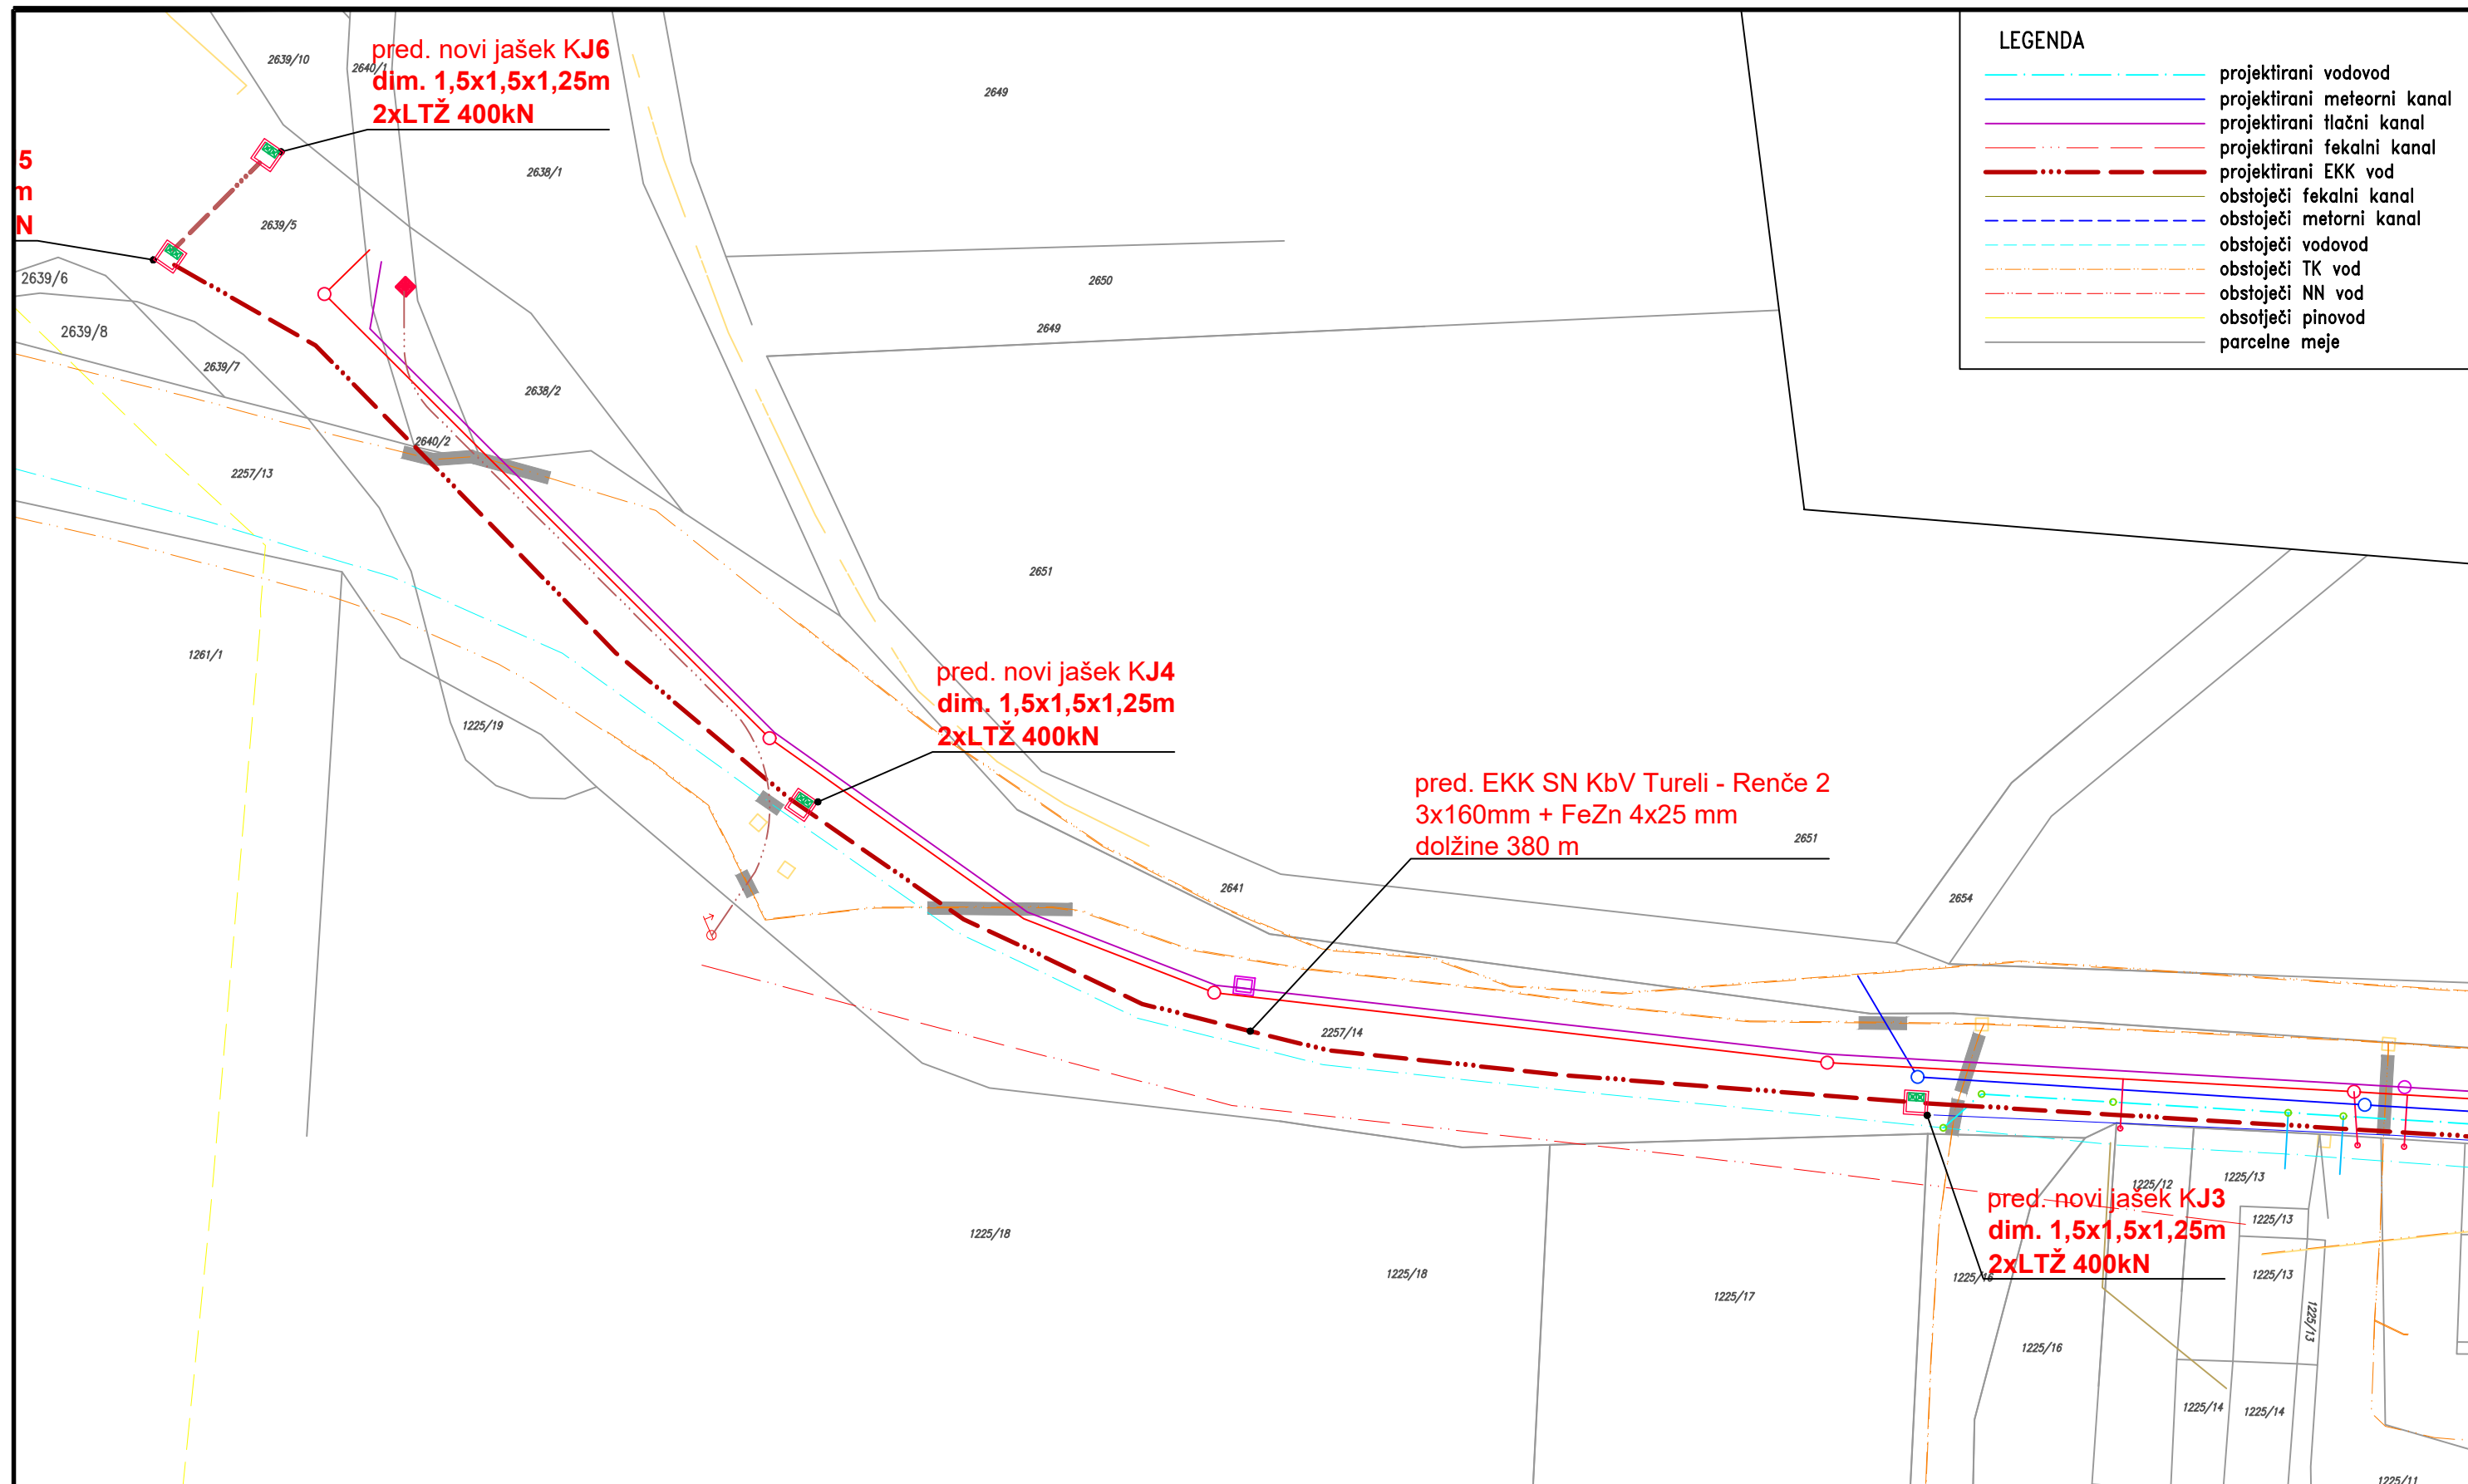 pred. novi jašek KJ6
dim. 1,5x1,5x1,25m
2xLTŽ 400kN
5
m
N
LEGENDA
projektirani vodovod
projektirani meteorni kanal
projektirani tlačni kanal
projektirani fekalni kanal
projektirani EKK vod
obstoječi fekalni kanal
obstoječi metorni kanal
obstoječi vodovod
obstoječi TK vod
obstoječi NN vod
obsotječi pinovod
parcelne meje
2639/10
2640/1
2649
2638/1
2639/5
2639/6
2650
2649
2639/8
2639/7
2638/2
2640/2
2257/13
2651
1261/1
1225/19
pred. novi jašek KJ4
dim. 1,5x1,5x1,25m
2xLTŽ 400kN
pred. EKK SN KbV Tureli - Renče 2
3x160mm + FeZn 4x25 mm
dolžine 380 m
2651
2641
2654
2257/14
1225/12
1225/13
pred. novi jašek KJ3
dim. 1,5x1,5x1,25m
2xLTŽ 400kN
1225/13
1225/18
1225/18
1225/16
1225/13
1225/17
1225/13
1225/16
1225/14
1225/14
1225/11